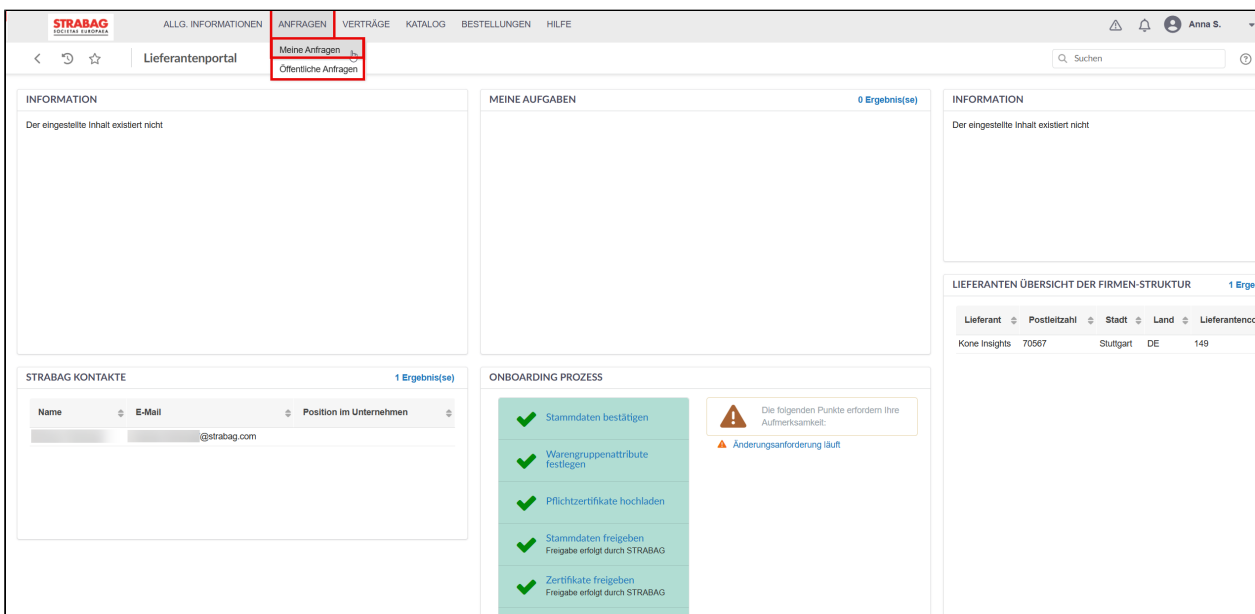 STRABAG
SOCIETAS EUROPAEA
ALLG. INFORMATIONEN ANFRAGEN VERTRÄGE KATALOG BESTELLUNGEN HILFE
Anna S.
Meine Anfragen
Öffentliche Anfragen
Lieferantenportal
Suchen
INFORMATION
Der eingestellte Inhalt existiert nicht
MEINE AUFGABEN 0 Ergebnis(se)
INFORMATION
Der eingestellte Inhalt existiert nicht
LIEFERANTEN ÜBERSICHT DER FIRMEN-STRUKTUR 1 Erge
Lieferant Postleitzahl Stadt Land Lieferantenco
Kone Insights 70567 Stuttgart DE 149
STRABAG KONTAKTE 1 Ergebnis(se)
Name E-Mail Position im Unternehmen
@strabag.com
ONBOARDING PROZESS
Stammdaten bestätigen
Warengruppenattribute
festlegen
Pflichtzertifikate hochladen
Stammdaten freigeben
Freigabe erfolgt durch STRABAG
Zertifikate freigeben
Freigabe erfolgt durch STRABAG
Die folgenden Punkte erfordern Ihre
Aufmerksamkeit:
Änderungsanforderung läuft